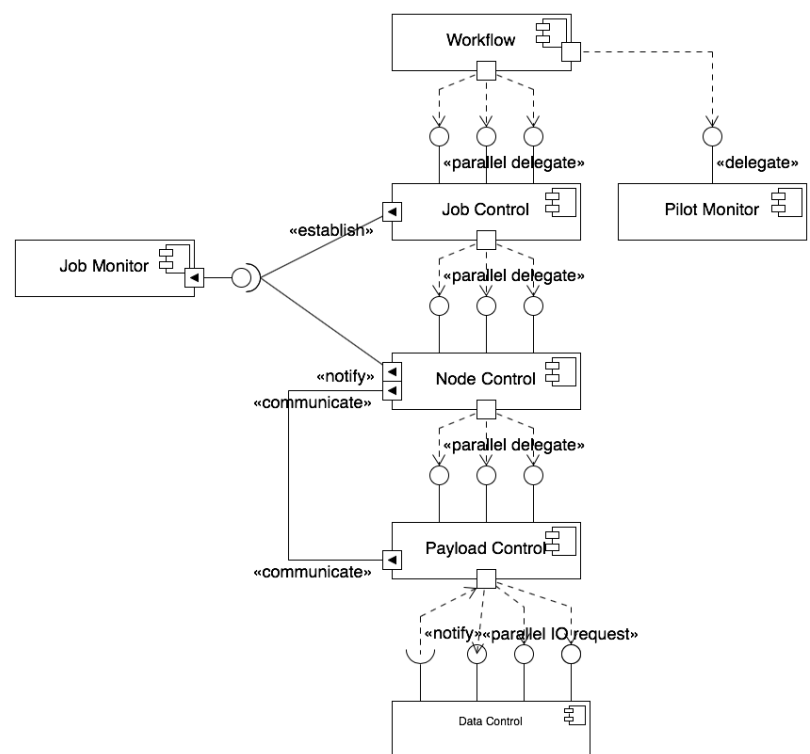 Workflow
«parallel delegate»
«delegate»
Job Control
Pilot Monitor
«establish»
Job Monitor
«parallel delegate»
«notify»
Node Control
«communicate»
«parallel delegate»
Payload Control
«communicate»
«notify»
«parallel IO request»
Data Control